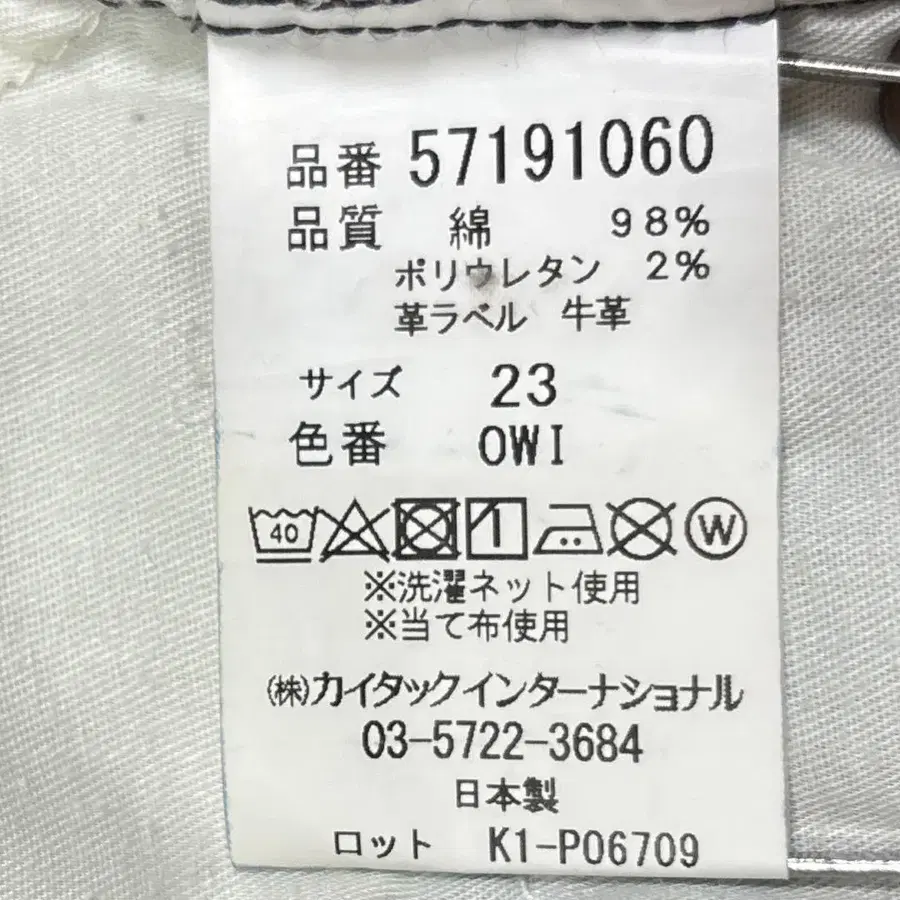 品番 57191060
品質 綿 98%
ポリウレタン 2%
革ラベル 牛革
サイズ 23
色番 OWI
40 W
※洗濯ネット使用
※当て布使用
㈱カイタックインターナショナル
03-5722-3684
日本製
ロット K1-P06709